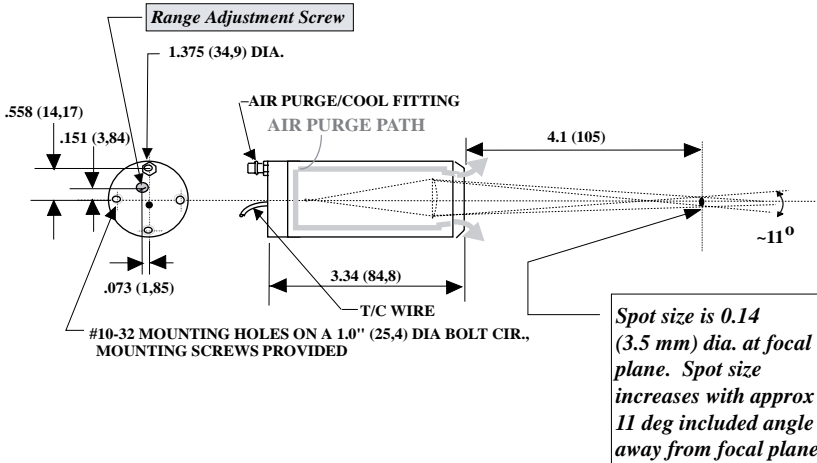 Range Adjustment Screw
1.375 (34,9) DIA.
.558 (14,17)
.151 (3,84)
AIR PURGE/COOL FITTING
AIR PURGE PATH
4.1 (105)
~11⁰
3.34 (84,8)
.073 (1,85)
T/C WIRE
#10-32 MOUNTING HOLES ON A 1.0" (25,4) DIA BOLT CIR.,
MOUNTING SCREWS PROVIDED
Spot size is 0.14
(3.5 mm) dia. at focal
plane. Spot size
increases with approx
11 deg included angle
away from focal plane